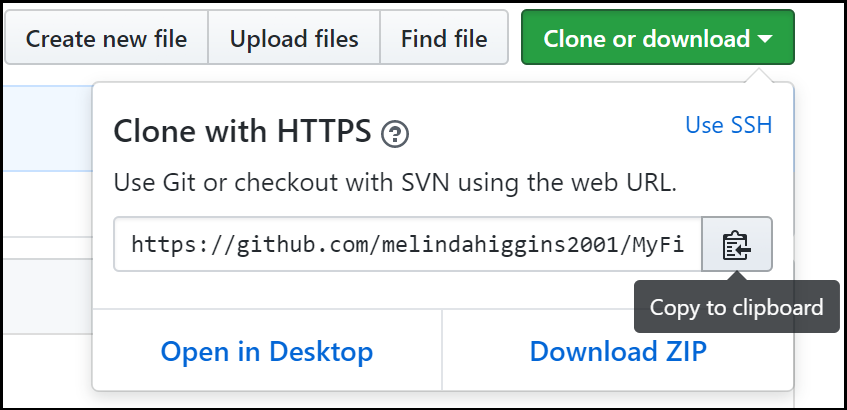 Create new file Upload files Find file Clone or download
Clone with HTTPS ?
Use SSH
Use Git or checkout with SVN using the web URL.
https://github.com/melindahiggins2001/MyFi
Copy to clipboard
Open in Desktop Download ZIP